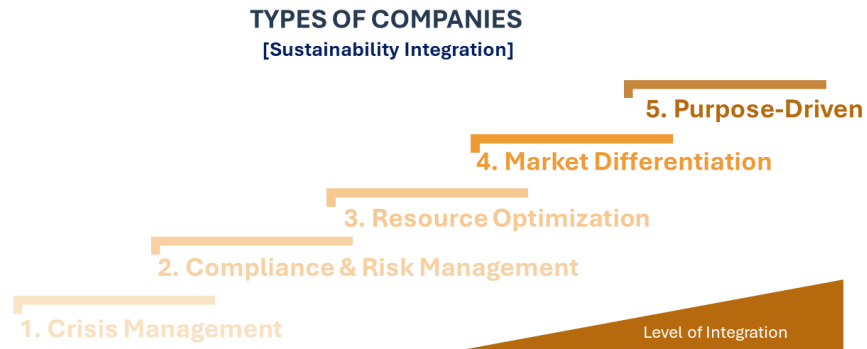 TYPES OF COMPANIES
[Sustainability Integration]
5. Purpose-Driven
4. Market Differentiation
3. Resource Optimization
2. Compliance & Risk Management
1. Crisis Management
Level of Integration